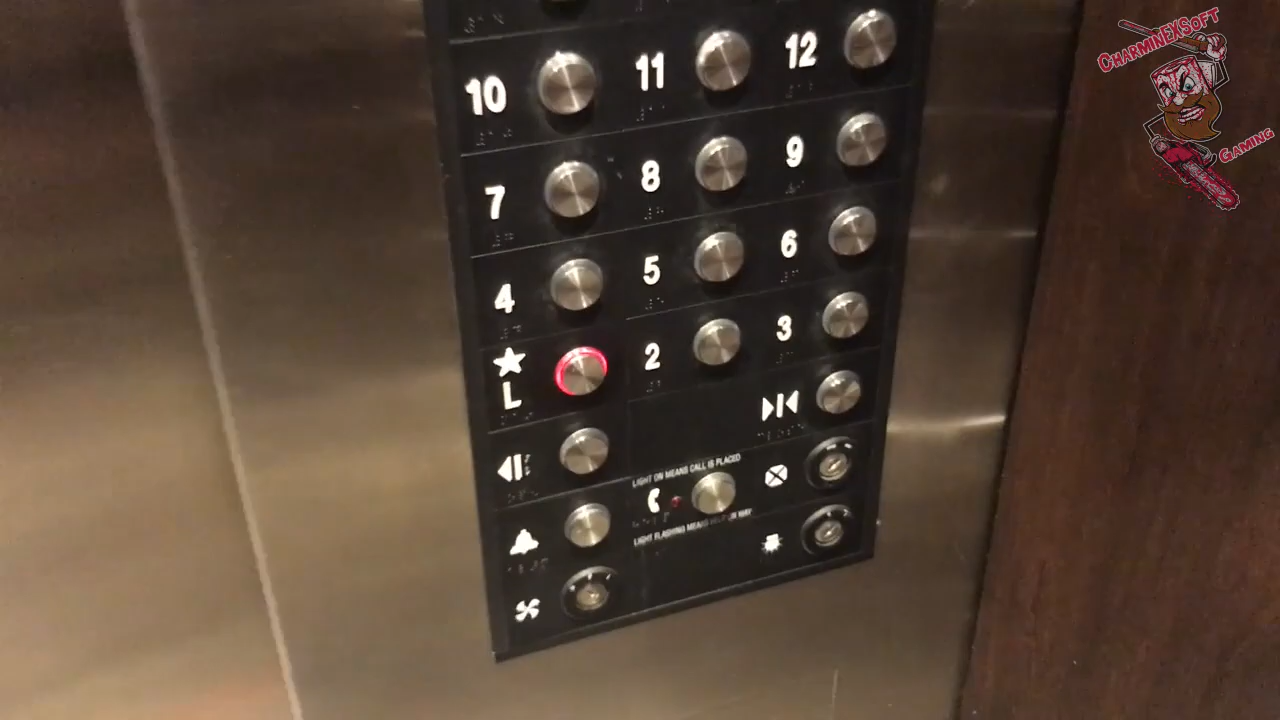 CHARMINEXSOFT
GAMING
10 11 12
7 8 9
4 5 6
★ L 2 3
LIGHT ON MEANS CALL IS PLACED
LIGHT FLASHING MEANS HELP ON WAY